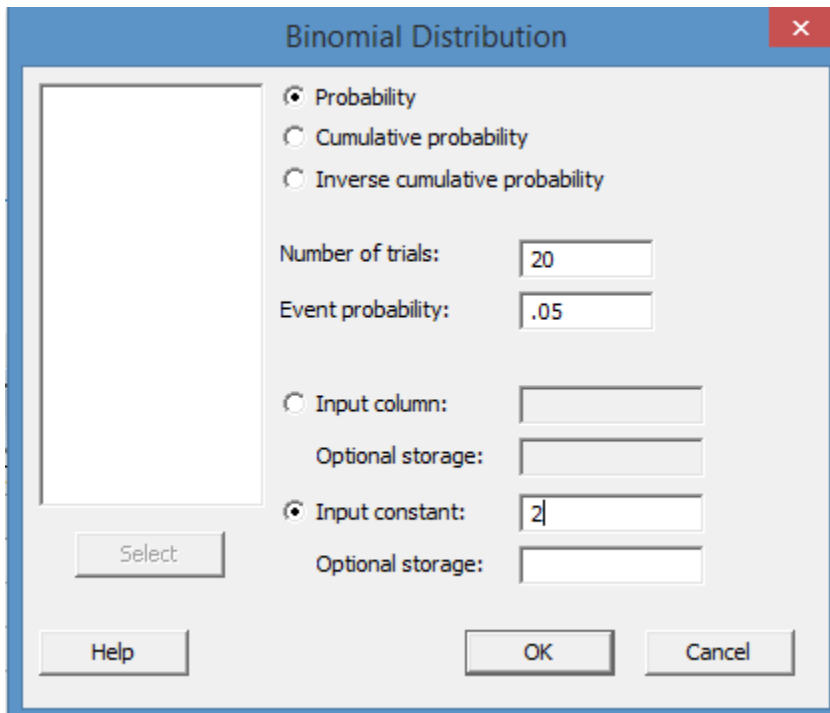 Binomial Distribution
Probability
Cumulative probability
Inverse cumulative probability
Number of trials: 20
Event probability: .05
Input column:
Optional storage:
Input constant: 2
Optional storage:
Select
Help OK Cancel